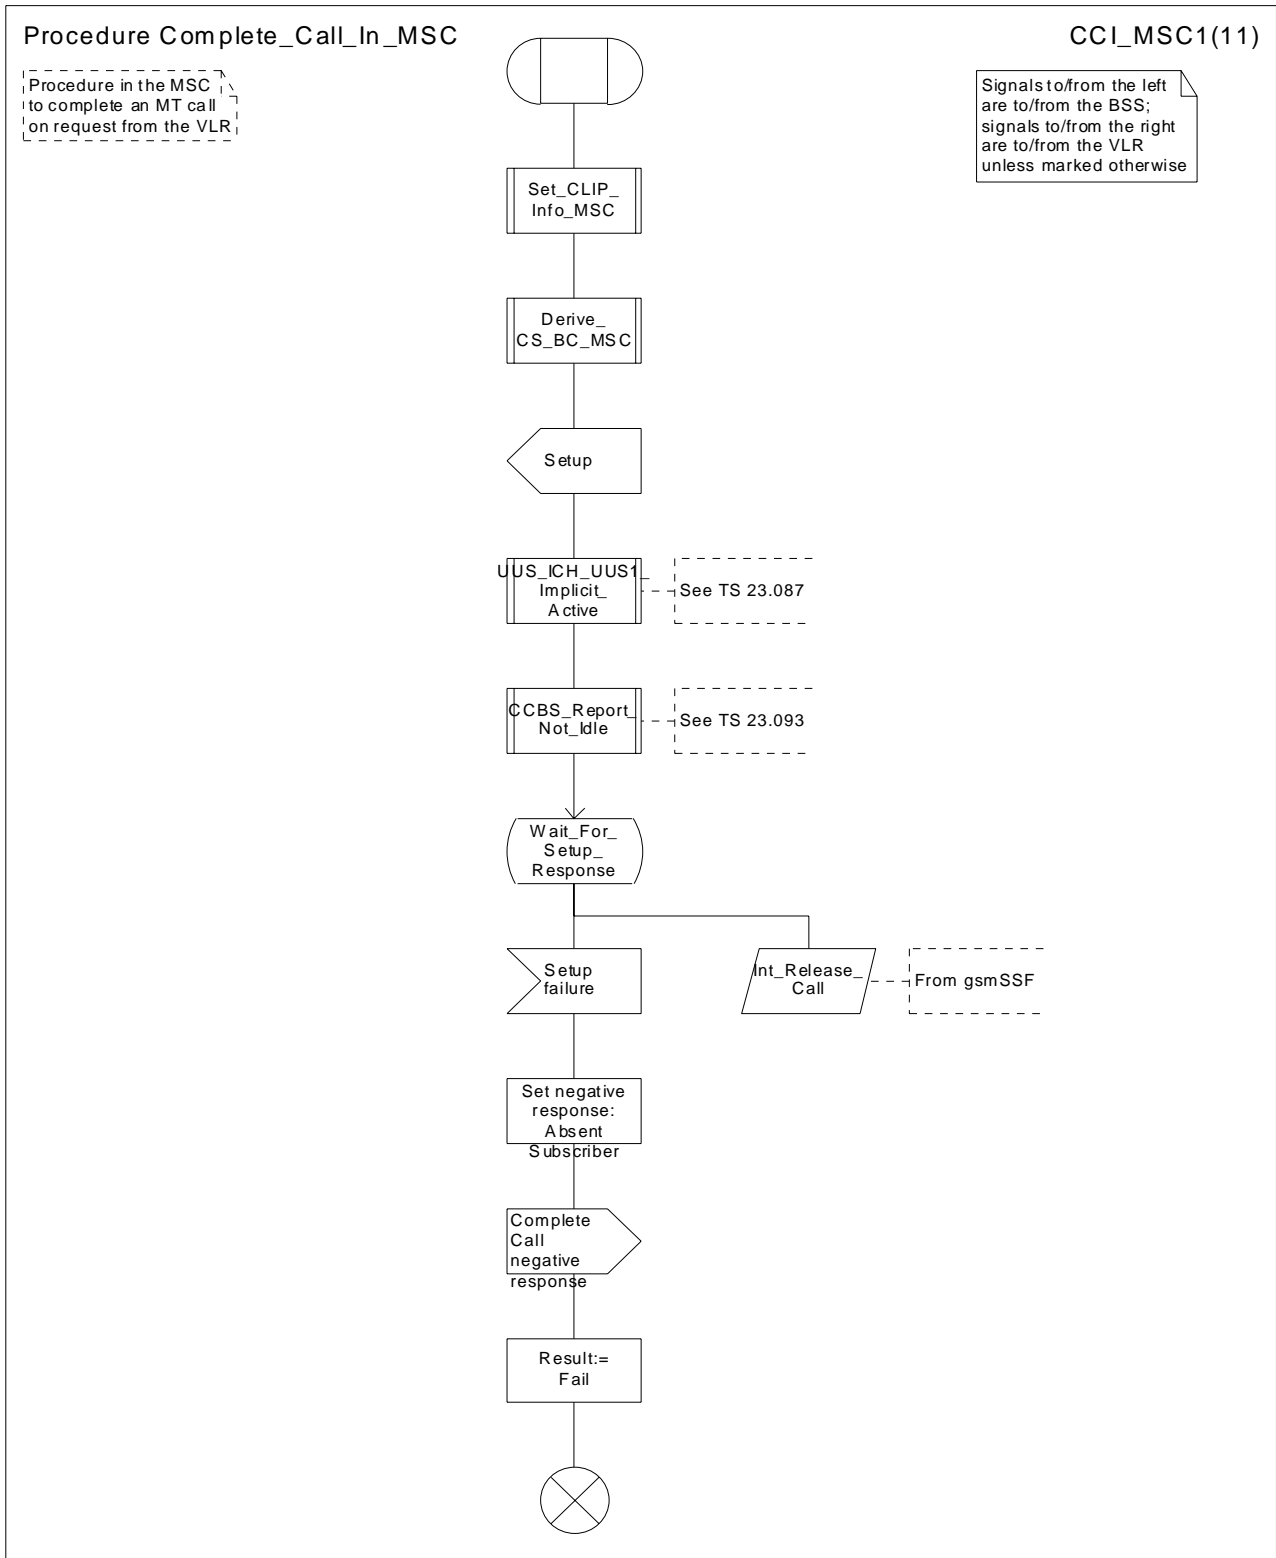 Procedure Complete_Call_In_MSC
CCI_MSC1(11)
Procedure in the MSC
to complete an MT call
on request from the VLR
Signals to/from the left
are to/from the BSS;
signals to/from the right
are to/from the VLR
unless marked otherwise
Set_CLIP_
Info_MSC
Derive_
CS_BC_MSC
Setup
UUS_ICH_UUS1_
Implicit_
Active
See TS 23.087
CCBS_Report_
Not_Idle
See TS 23.093
Wait_For_
Setup_
Response
Setup
failure
Int_Release_
Call
From gsmSSF
Set negative
response:
Absent
Subscriber
Complete
Call
negative
response
Result:=
Fail